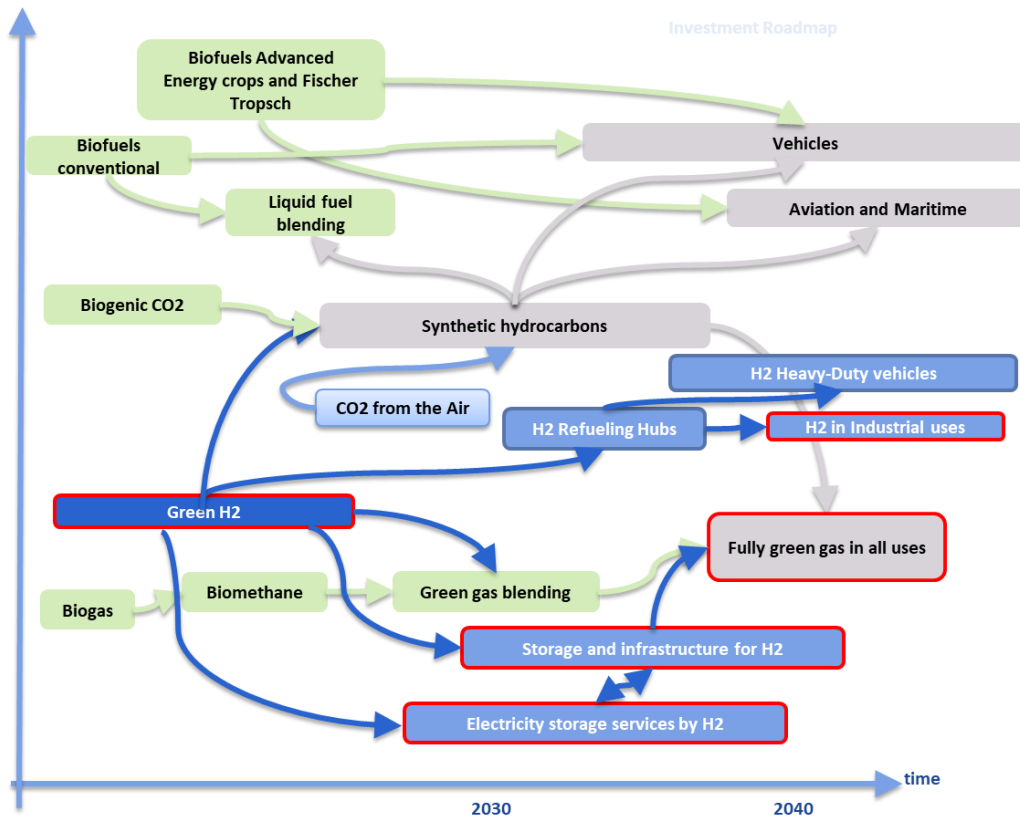 Investment Roadmap
Biofuels Advanced
Energy crops and Fischer
Tropsch
Biofuels
conventional
Vehicles
Liquid fuel
blending
Aviation and Maritime
Biogenic CO2
Synthetic hydrocarbons
H2 Heavy-Duty vehicles
CO2 from the Air
H2 Refueling Hubs
H2 in Industrial uses
Green H2
Fully green gas in all uses
Biomethane
Green gas blending
Biogas
Storage and infrastructure for H2
Electricity storage services by H2
time
2030
2040